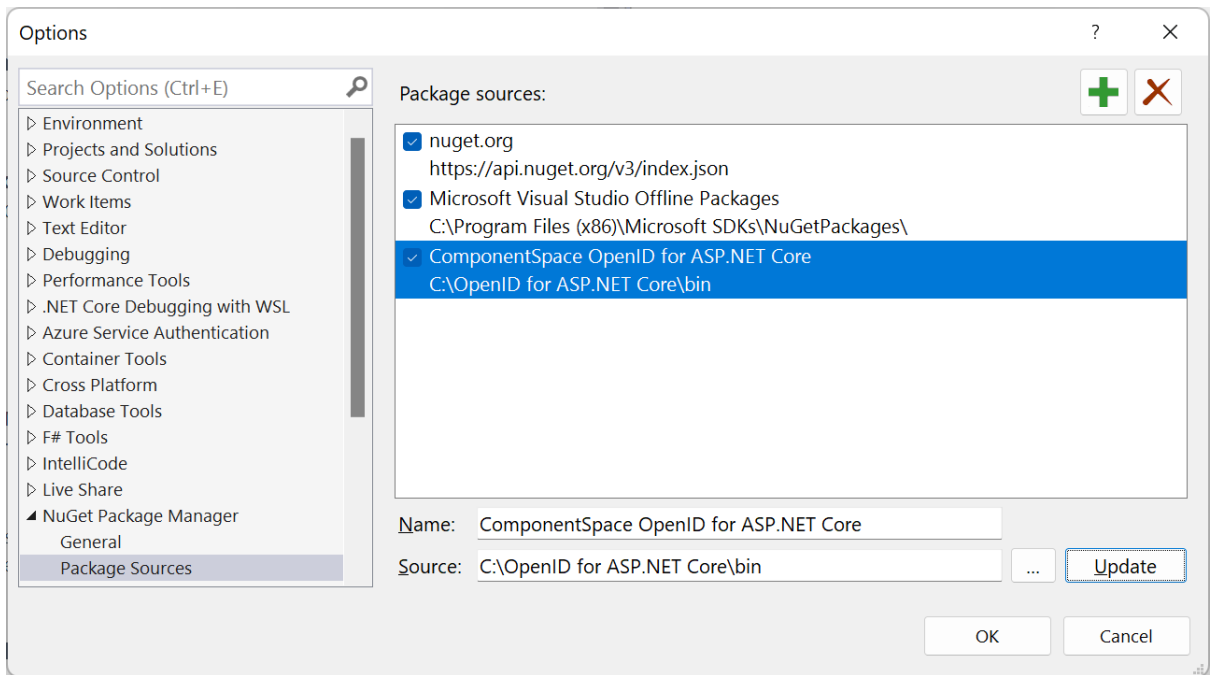 Options
?
Search Options (Ctrl+E)
Environment
Projects and Solutions
Source Control
Work Items
Text Editor
Debugging
Performance Tools
.NET Core Debugging with WSL
Azure Service Authentication
Container Tools
Cross Platform
Database Tools
F# Tools
IntelliCode
Live Share
NuGet Package Manager
General
Package Sources
Package sources:
nuget.org
https://api.nuget.org/v3/index.json
Microsoft Visual Studio Offline Packages
C:\Program Files (x86)\Microsoft SDKs\NuGetPackages\
ComponentSpace OpenID for ASP.NET Core
C:\OpenID for ASP.NET Core\bin
Name: ComponentSpace OpenID for ASP.NET Core
Source: C:\OpenID for ASP.NET Core\bin ... Update
OK Cancel